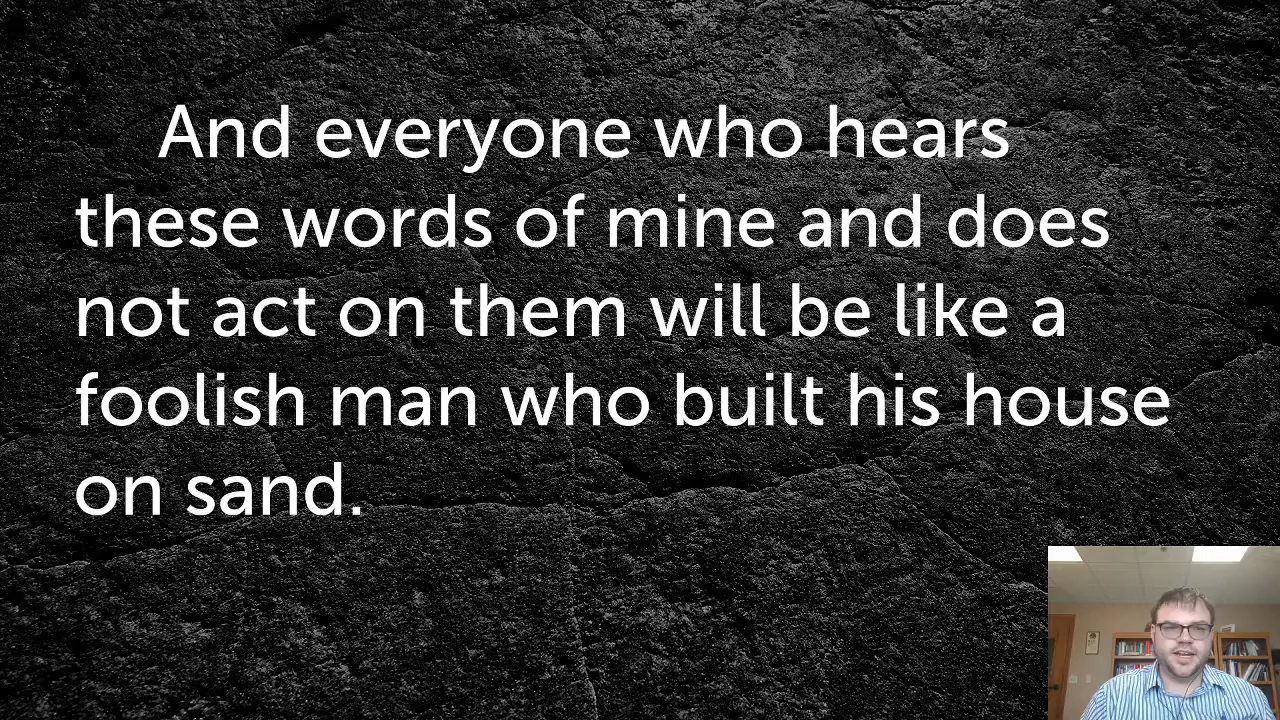 And everyone who hears
these words of mine and does
not act on them will be like a
foolish man who built his house
on sand.